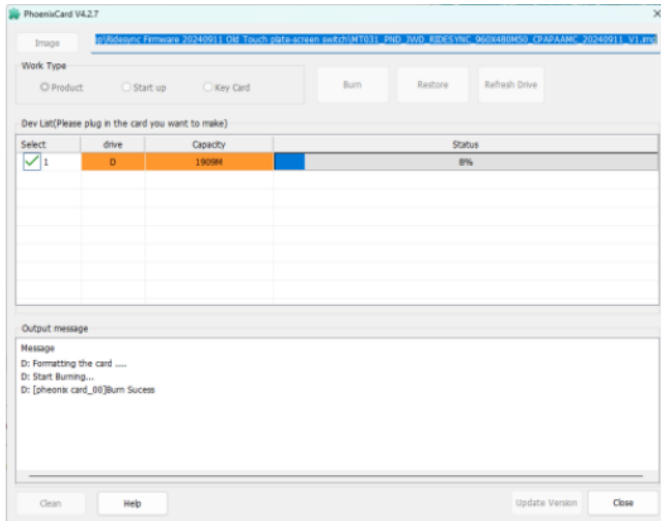 PhoenixCard V4.2.7
Image
p\Ridesync Firmware 20240911 Old Touch plate-screen switch\MT031_PND_JWD_RIDESYNC_960X480M50_CPAPAAMC_20240911_V1.img
Work Type
Product
Start up
Key Card
Burn
Restore
Refresh Drive
Dev List(Please plug in the card you want to make)
Select drive Capacity Status
1 D 1909M 8%
Output message
Message
D: Formatting the card ....
D: Start Burning...
D: [pheonix card_00]Burn Sucess
Clean
Help
Update Version
Close